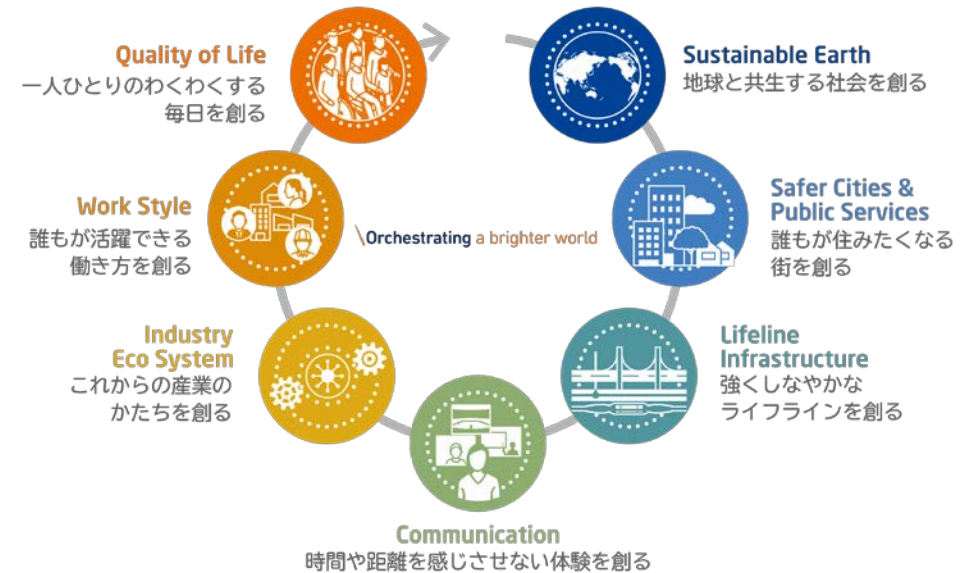 Quality of Life
一人ひとりのわくわくする
毎日を創る
Sustainable Earth
地球と共生する社会を創る
Work Style
誰もが活躍できる
働き方を創る
\Orchestrating a brighter world
Safer Cities &
Public Services
誰もが住みたくなる
街を創る
Industry
Eco System
これからの産業の
かたちを創る
Lifeline
Infrastructure
強くしなやかな
ライフラインを創る
Communication
時間や距離を感じさせない体験を創る